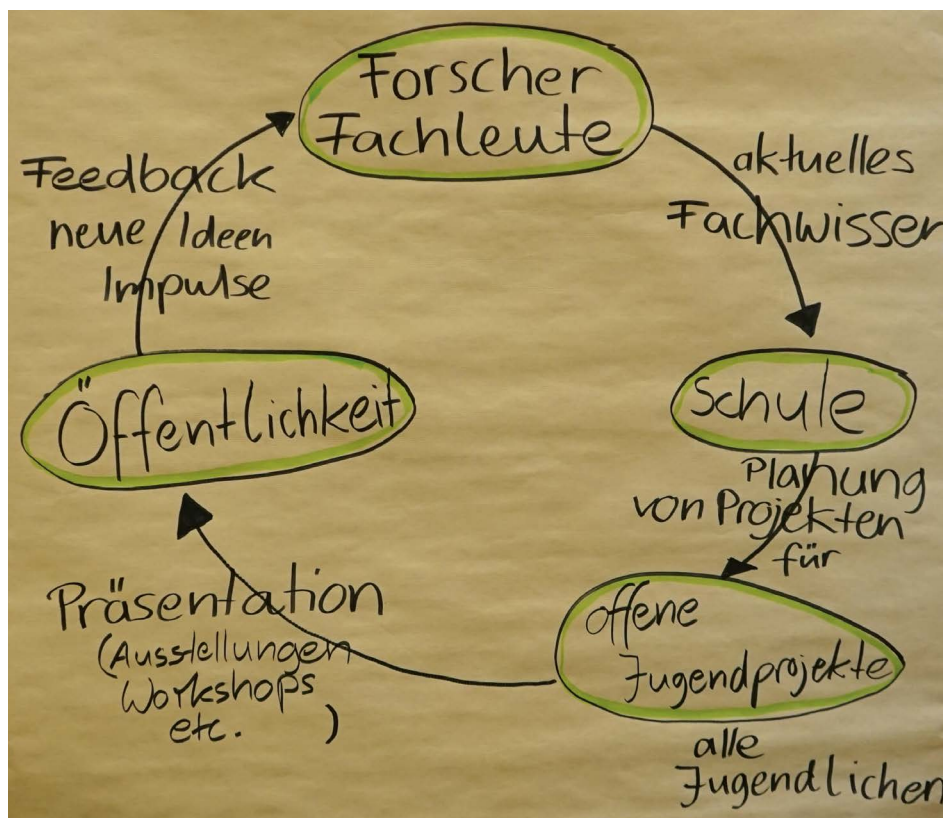 Forscher
Fachleute
aktuelles
Fachwissen
Schule
Planung
von Projekten
für
offene
Jugendprojekte
alle
Jugendlichen
Präsentation
(Ausstellungen
Workshops
etc. )
Öffentlichkeit
Feedback
neue Ideen
Impulse